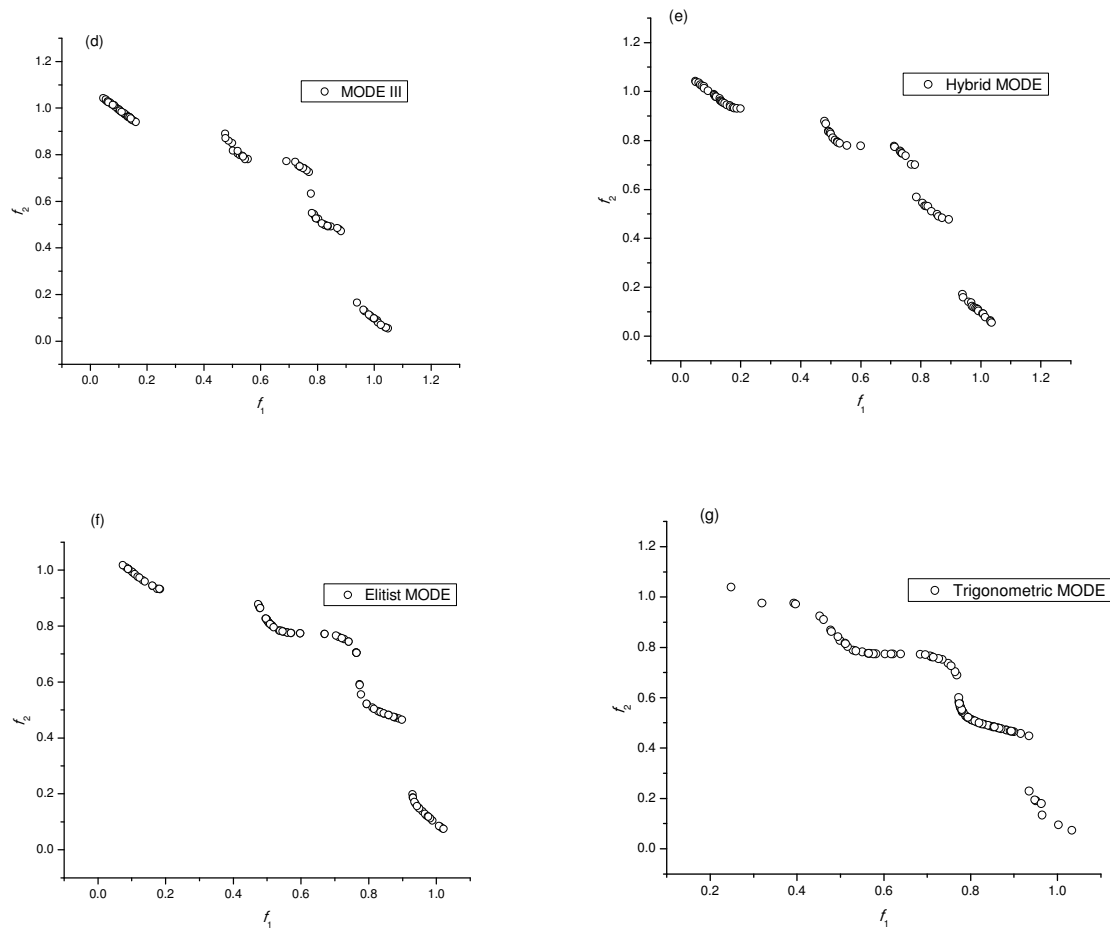 (d)
MODE III
1.2
1.0
0.8
0.6
0.4
0.2
0.0
f2
0.0 0.2 0.4 0.6 0.8 1.0 1.2
f1
(e)
Hybrid MODE
1.2
1.0
0.8
0.6
0.4
0.2
0.0
f2
0.0 0.2 0.4 0.6 0.8 1.0 1.2
f1
(f)
Elitist MODE
1.0
0.8
0.6
0.4
0.2
0.0
f2
0.0 0.2 0.4 0.6 0.8 1.0
f1
(g)
Trigonometric MODE
1.2
1.0
0.8
0.6
0.4
0.2
0.0
f2
0.2 0.4 0.6 0.8 1.0
f1